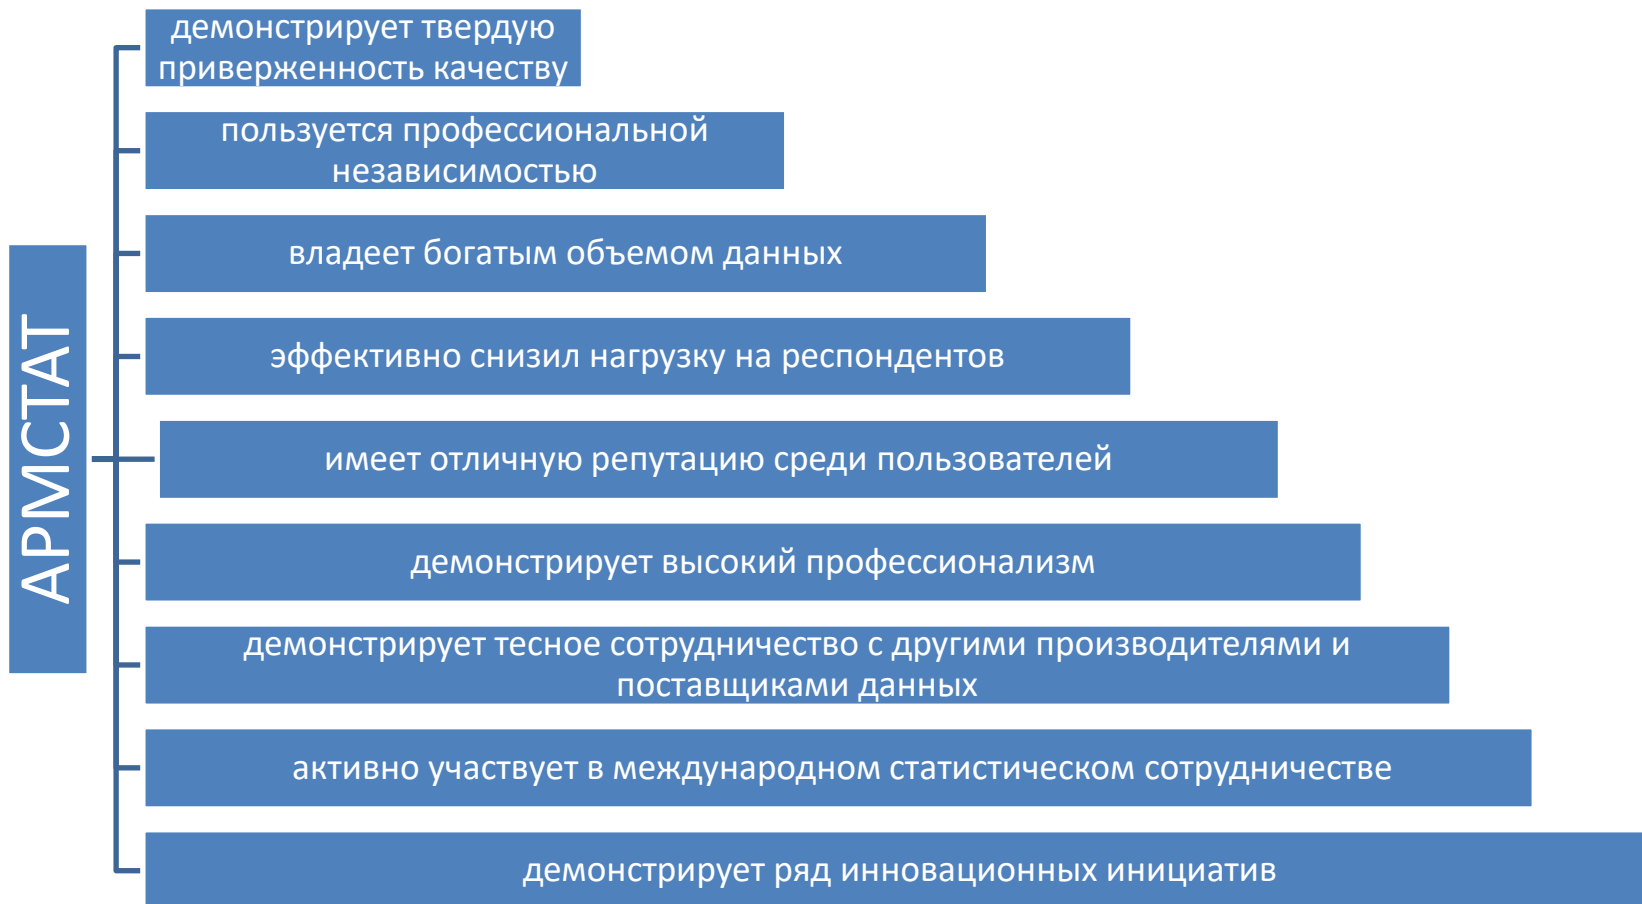 АРМСТАТ
демонстрирует твердую
приверженность качеству
пользуется профессиональной
независимостью
владеет богатым объемом данных
эффективно снизил нагрузку на респондентов
имеет отличную репутацию среди пользователей
демонстрирует высокий профессионализм
демонстрирует тесное сотрудничество с другими производителями и
поставщиками данных
активно участвует в международном статистическом сотрудничестве
демонстрирует ряд инновационных инициатив